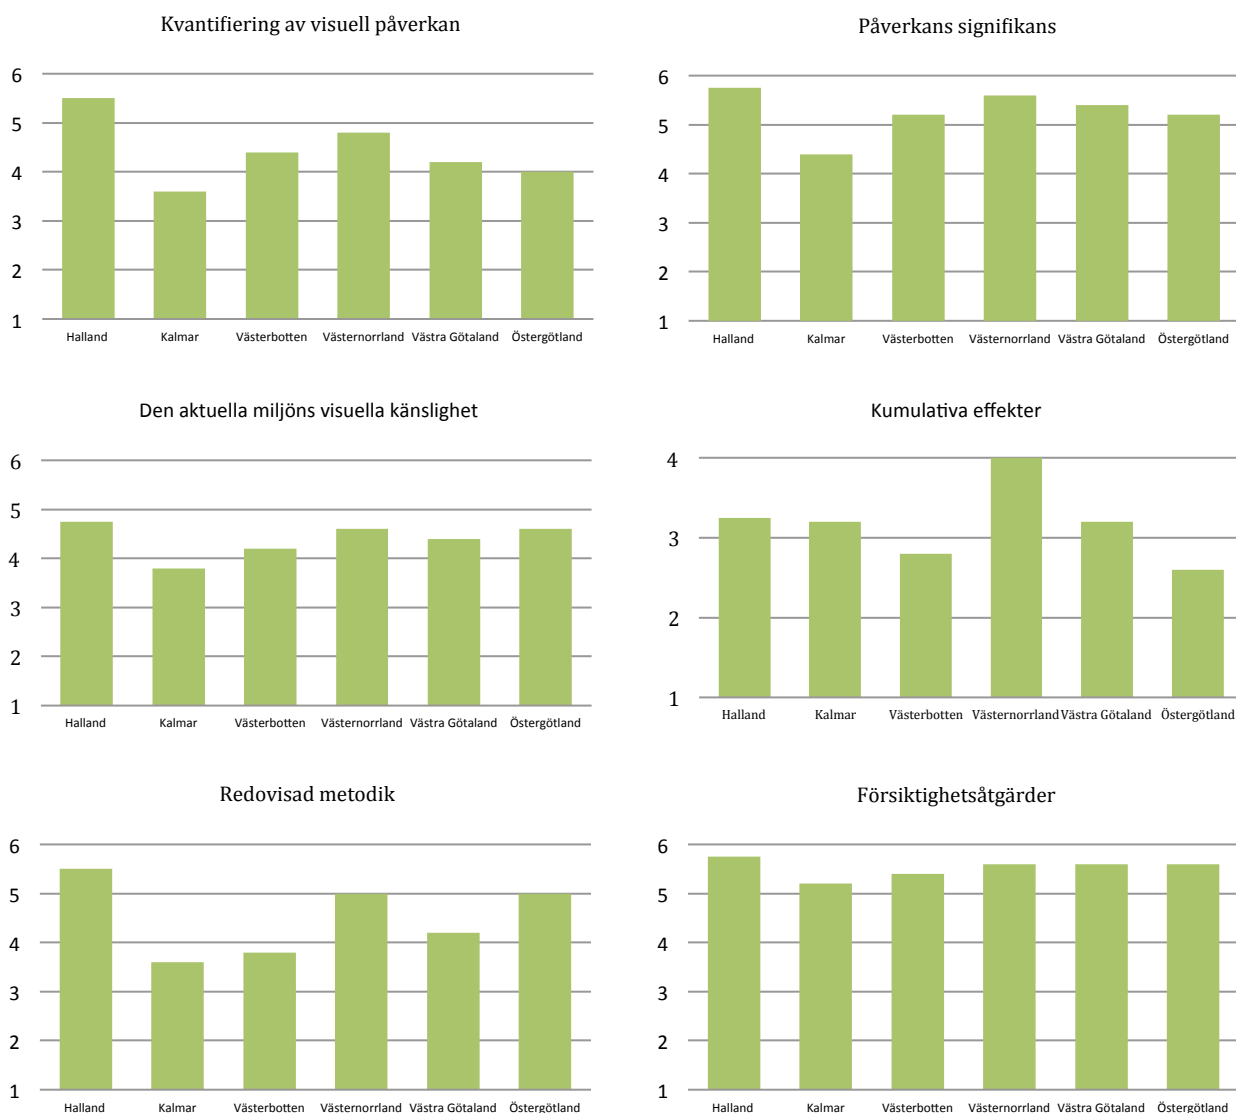 Kvantifiering av visuell påverkan
6
5
4
3
2
1
Halland Kalmar Västerbotten Västernorrland Västra Götaland Östergötland
Påverkans signifikans
6
5
4
3
2
1
Halland Kalmar Västerbotten Västernorrland Västra Götaland Östergötland
Den aktuella miljöns visuella känslighet
6
5
4
3
2
1
Halland Kalmar Västerbotten Västernorrland Västra Götaland Östergötland
Kumulativa effekter
4
3
2
1
Halland Kalmar Västerbotten Västernorrland Västra Götaland Östergötland
Redovisad metodik
6
5
4
3
2
1
Halland Kalmar Västerbotten Västernorrland Västra Götaland Östergötland
Försiktighetsåtgärder
6
5
4
3
2
1
Halland Kalmar Västerbotten Västernorrland Västra Götaland Östergötland